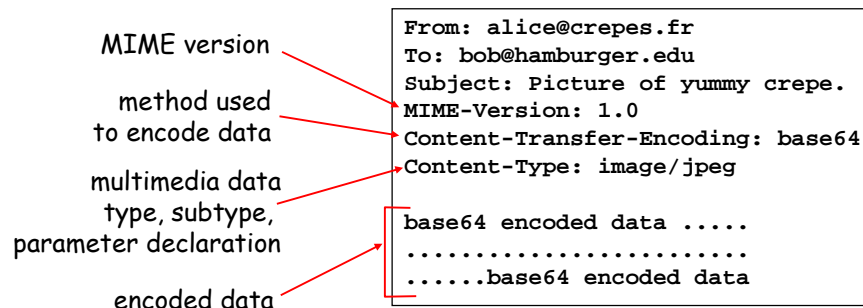 MIME version
method used
to encode data
multimedia data
type, subtype,
parameter declaration
encoded data
From: alice@crepes.fr
To: bob@hamburger.edu
Subject: Picture of yummy crepe.
MIME-Version: 1.0
Content-Transfer-Encoding: base64
Content-Type: image/jpeg
base64 encoded data .....
.........................
......base64 encoded data